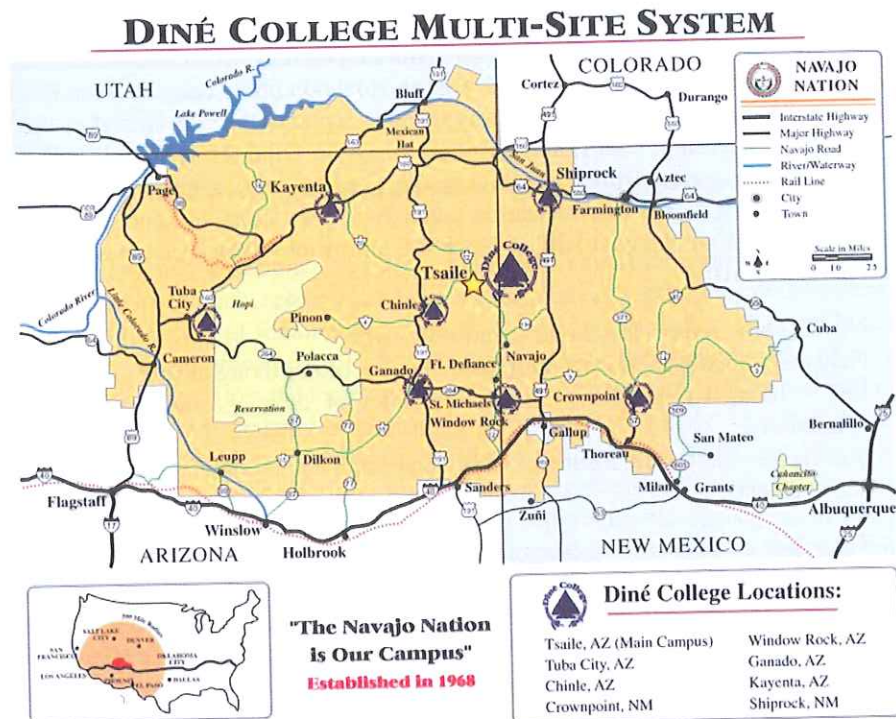 DINÉ COLLEGE MULTI-SITE SYSTEM
UTAH
COLORADO
Colorado R.
Lake Powell
Bluff
Mexican
Hat
Cortez
Durango
San Juan
Page
Kayenta
Shiprock
Aztec
Farmington
Bloomfield
Tsaile
Diné College
Tuba
City
Hopi
Pinon
Chinle
Colorado River
Little Colorado R.
Cameron
Polacca
Ganado
Ft. Defiance
Navajo
Cuba
St. Michaels
Window Rock
Crownpoint
Reservation
Gallup
Thoreau
San Mateo
Bernalillo
Leupp
Dilkon
Sanders
Milan
Grants
Cañoncito
Chapter
Flagstaff
Winslow
Holbrook
Zuñi
Albuquerque
ARIZONA
NEW MEXICO
NAVAJO
NATION
Interstate Highway
Major Highway
Navajo Road
River/Waterway
Rail Line
City
Town
Scale in Miles
0 10 25
SALT LAKE
CITY
DENVER
SAN
FRANCISCO
OKLAHOMA
CITY
LOS ANGELES
EL PASO
DALLAS
"The Navajo Nation
is Our Campus"
Established in 1968
Diné College
Diné College Locations:
Tsaile, AZ (Main Campus)
Tuba City, AZ
Chinle, AZ
Crownpoint, NM
Window Rock, AZ
Ganado, AZ
Kayenta, AZ
Shiprock, NM